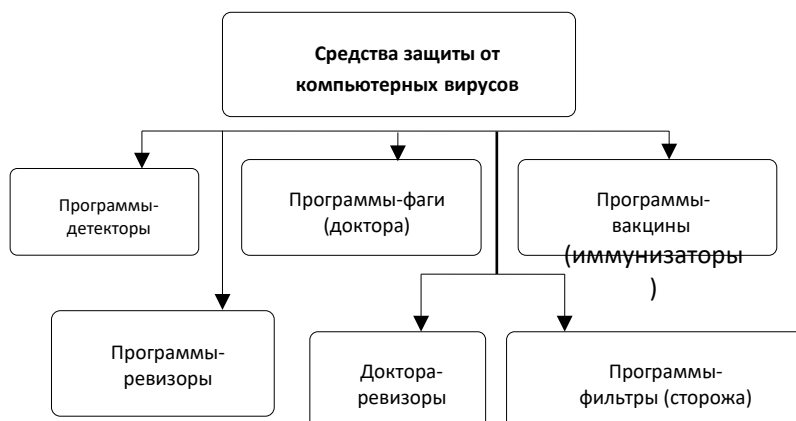 Средства защиты от
компьютерных вирусов
Программы-
детекторы
Программы-фаги
(доктора)
Программы-
вакцины
(иммунизаторы
)
Программы-
ревизоры
Доктора-
ревизоры
Программы-
фильтры (сторожа)